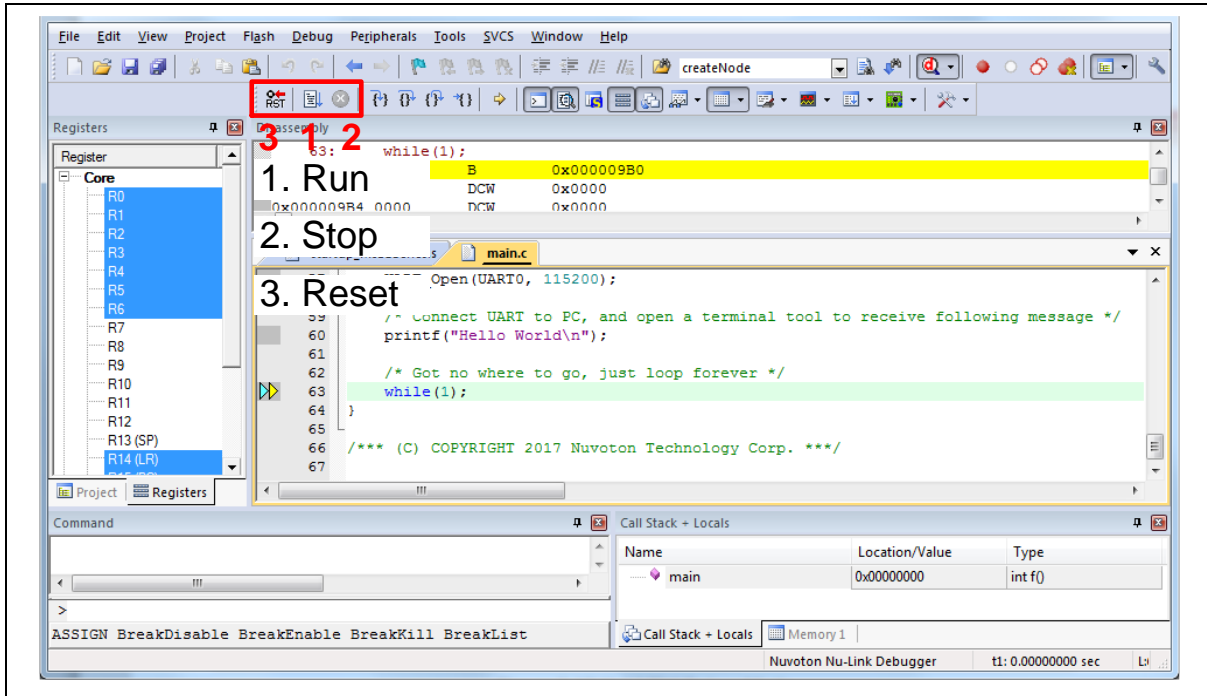 File Edit View Project Flash Debug Peripherals Tools SVCS Window Help
createNode
RST
Registers
Disassembly
3 1 2
Register
Core
R0
R1
R2
R3
R4
R5
R6
R7
R8
R9
R10
R11
R12
R13 (SP)
R14 (LR)
Project Registers
63: while(1);
B 0x000009B0
DCW 0x0000
0x000009B4 0000 DCW 0x0000
1. Run
2. Stop
3. Reset
main.c
Open(UART0, 115200);
59 /* Connect UART to PC, and open a terminal tool to receive following message */
60 printf("Hello World\n");
61
62 /* Got no where to go, just loop forever */
63 while(1);
64 }
65
66 /*** (C) COPYRIGHT 2017 Nuvoton Technology Corp. ***/
67
Command
>
ASSIGN BreakDisable BreakEnable BreakKill BreakList
Call Stack + Locals
Name Location/Value Type
main 0x00000000 int f()
Call Stack + Locals Memory 1
Nuvoton Nu-Link Debugger t1: 0.00000000 sec